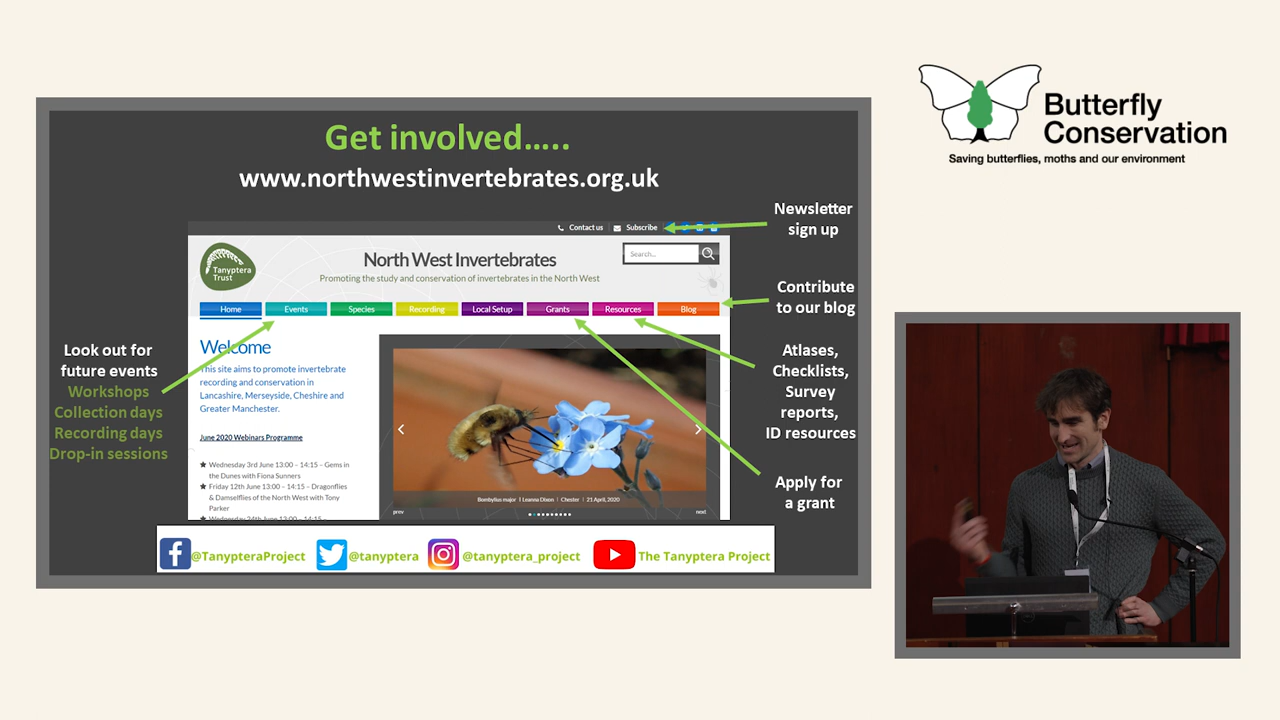 Get involved.....
www.northwestinvertebrates.org.uk
Newsletter
sign up
Contribute
to our blog
Atlases,
Checklists,
Survey
reports,
ID resources
Apply for
a grant
Look out for
future events
Workshops
Collection days
Recording days
Drop-in sessions
Contact us
Subscribe
Tanyptera
Trust
North West Invertebrates
Promoting the study and conservation of invertebrates in the North West
Search...
Home Events Species Recording Local Setup Grants Resources Blog
Welcome
This site aims to promote invertebrate
recording and conservation in
Lancashire, Merseyside, Cheshire and
Greater Manchester.
June 2020 Webinars Programme
Wednesday 3rd June 13:00 – 14:15 – Gems in
the Dunes with Fiona Sunners
Friday 12th June 13:00 – 14:15 – Dragonflies
& Damselflies of the North West with Tony
Parker
Wednesday 24th June 13:00 – 14:15 –
Bombylius major | Leanna Dixon | Chester | 21 April, 2020
prev
next
@TanypteraProject @tanyptera @tanyptera_project The Tanyptera Project
Butterfly
Conservation
Saving butterflies, moths and our environment